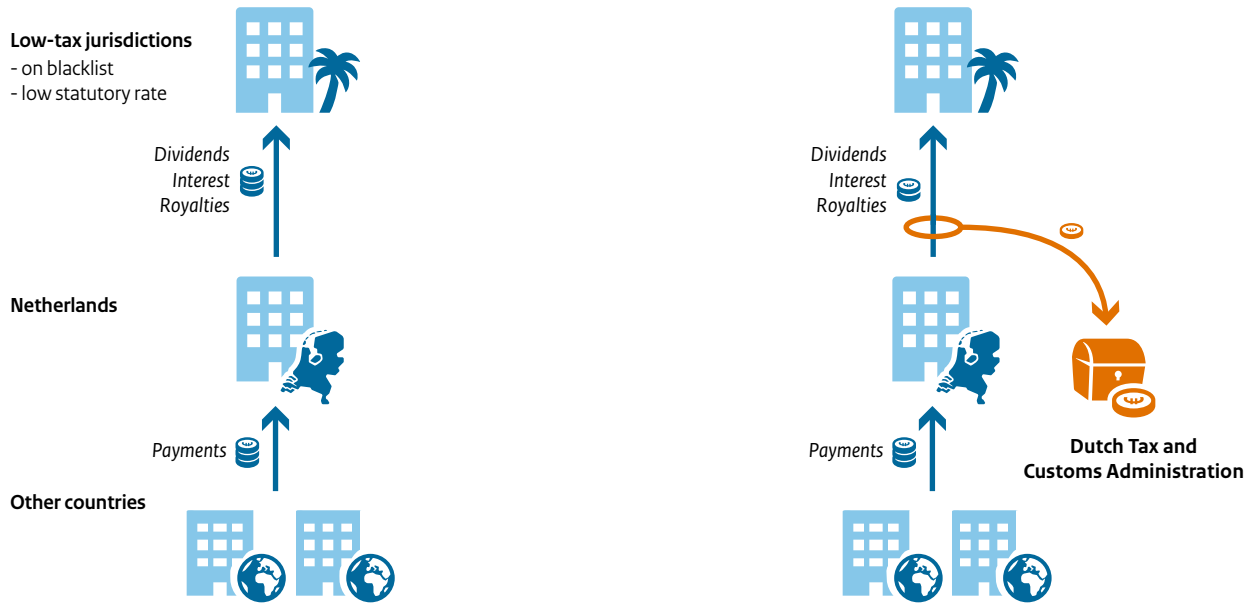 Low-tax jurisdictions
- on blacklist
- low statutory rate
Dividends
Interest
Royalties
Netherlands
Payments
Other countries
Dividends
Interest
Royalties
Payments
Dutch Tax and
Customs Administration